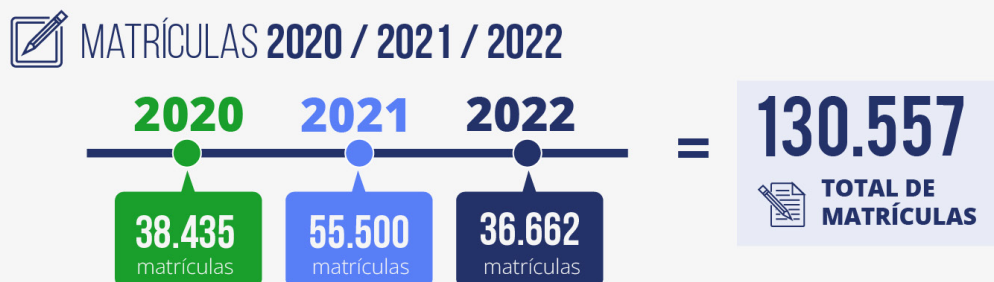 MATRÍCULAS 2020 / 2021 / 2022
2020 2021 2022
38.435 matrículas
55.500 matrículas
36.662 matrículas
=
130.557
TOTAL DE
MATRÍCULAS